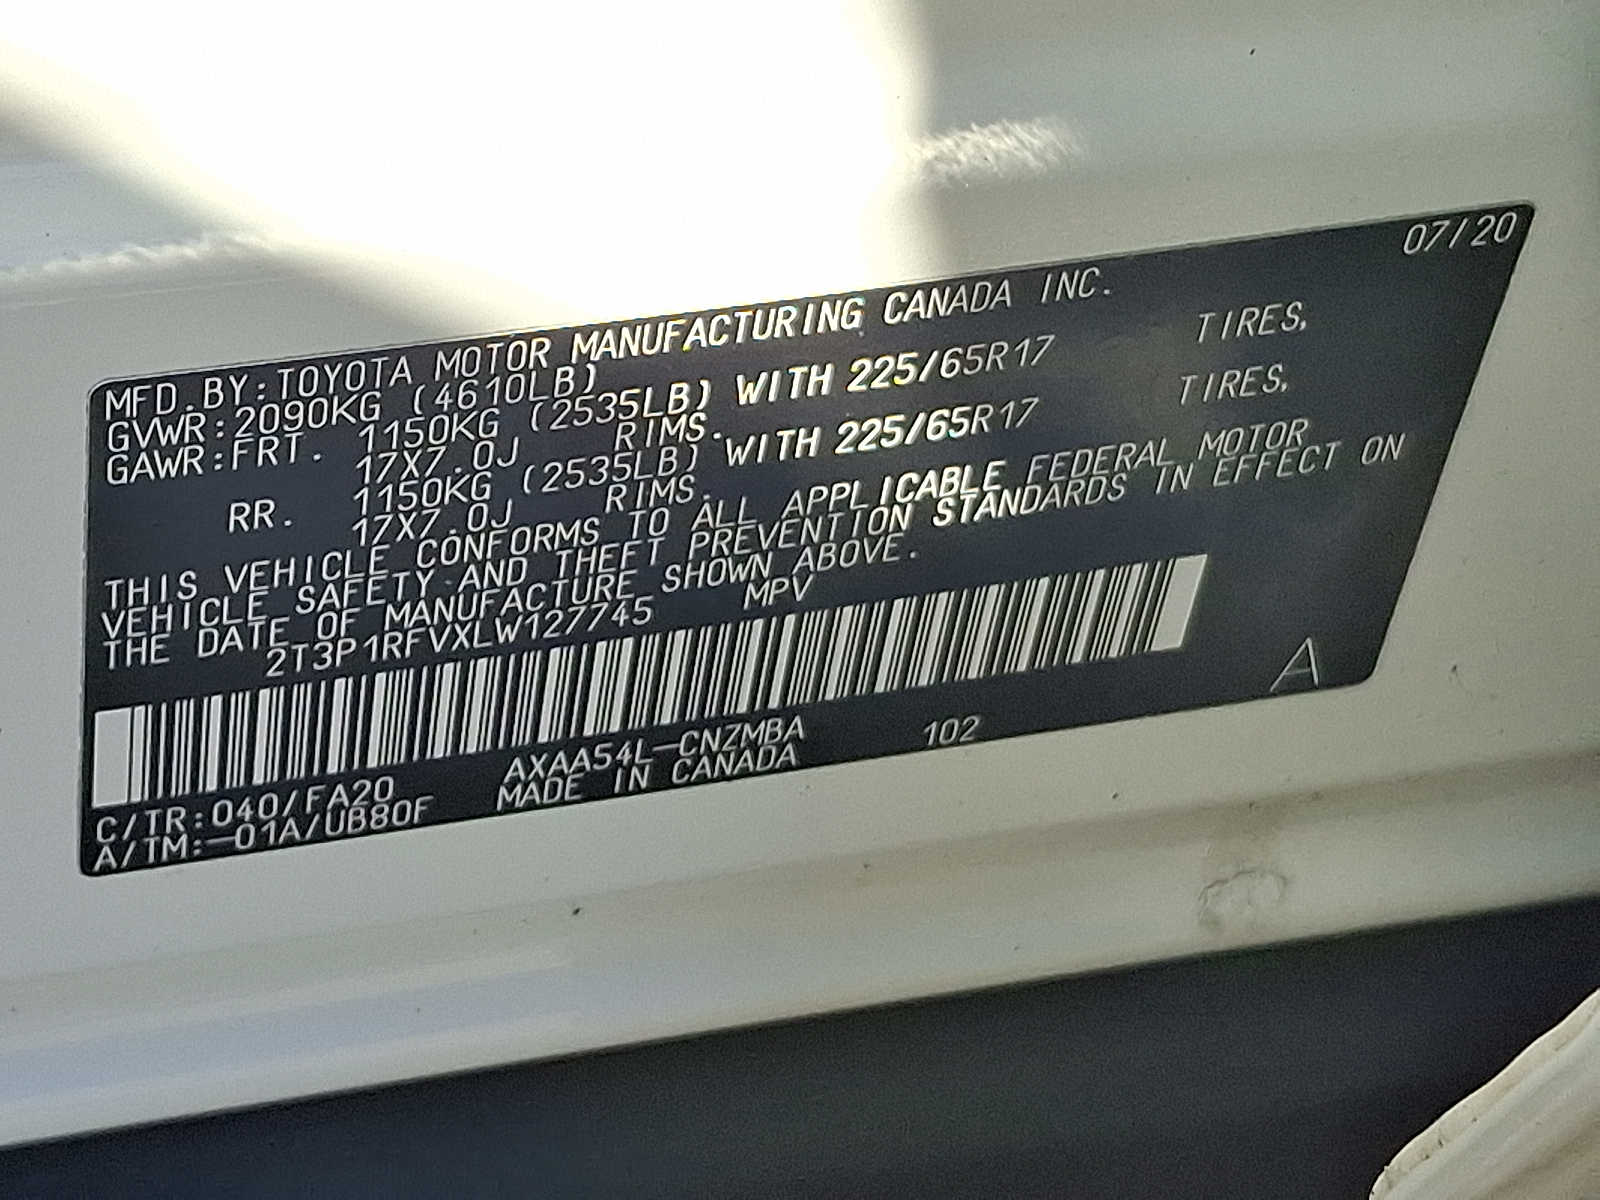 07/20
MFD.BY:TOYOTA MOTOR MANUFACTURING CANADA INC.
GVWR:2090KG (4610LB)
GAWR:FRT. 1150KG (2535LB) WITH 225/65R17 TIRES,
17X7.0J RIMS.
RR. 1150KG (2535LB) WITH 225/65R17 TIRES,
17X7.0J RIMS.
THIS VEHICLE CONFORMS TO ALL APPLICABLE FEDERAL MOTOR
VEHICLE SAFETY AND THEFT PREVENTION STANDARDS IN EFFECT ON
THE DATE OF MANUFACTURE SHOWN ABOVE.
2T3P1RFVXLW127745 MPV
A
AXAA54L-CNZMBA 102
C/TR:040/FA20 MADE IN CANADA
A/TM:-01A/UB80F